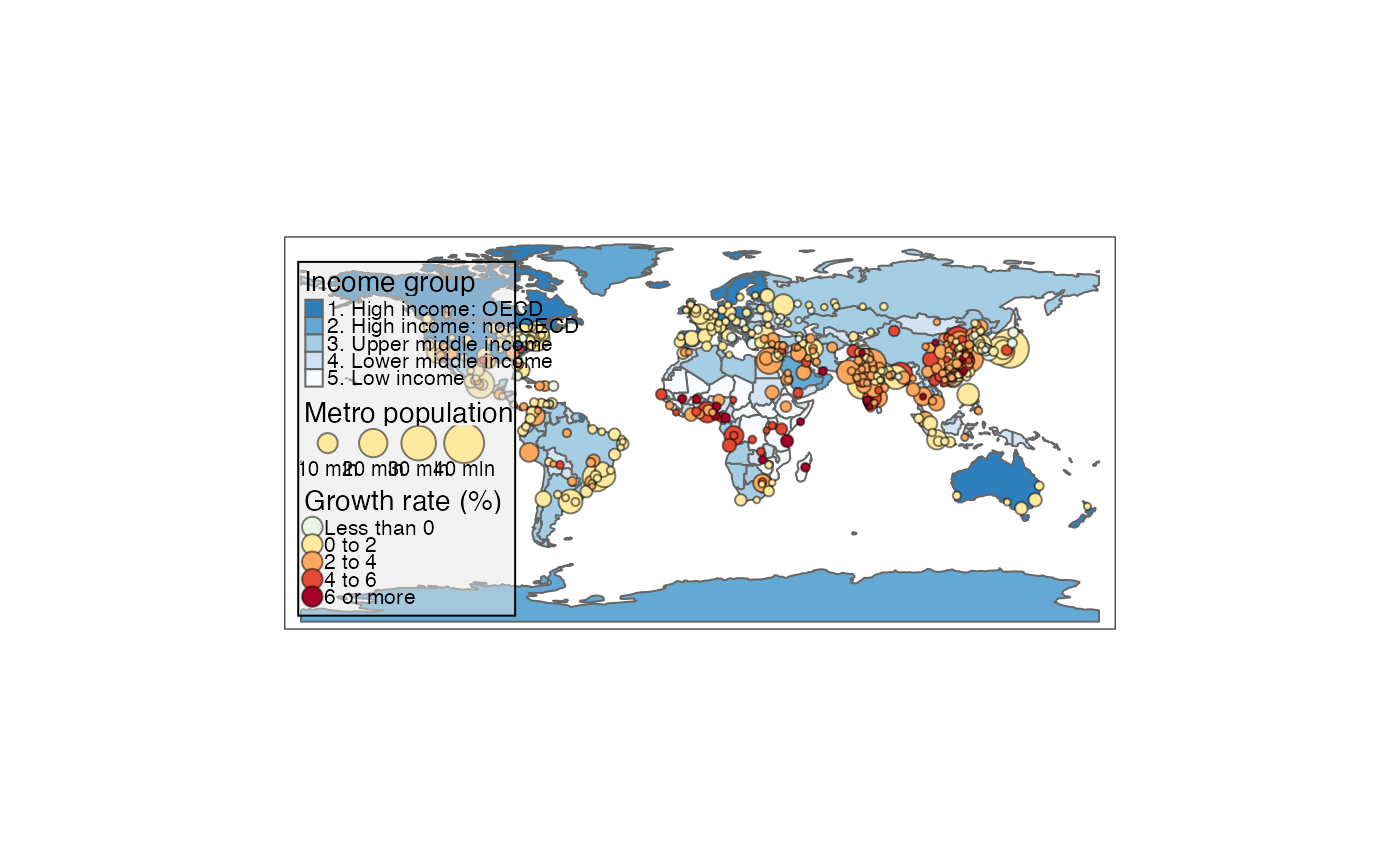 Income group
1. High income: OECD
2. High income: nonOECD
3. Upper middle income
4. Lower middle income
5. Low income
Metro population
10 mln 20 mln 30 mln 40 mln
Growth rate (%)
Less than 0
0 to 2
2 to 4
4 to 6
6 or more